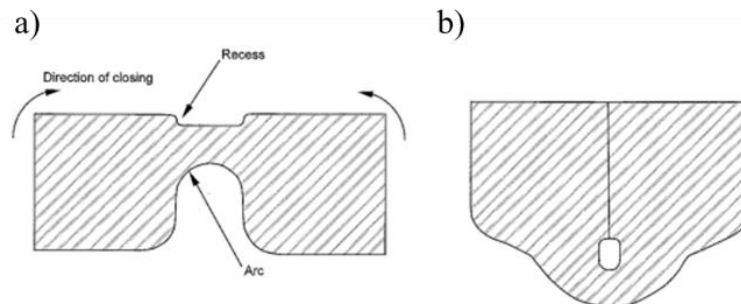 a)
b)
Recess
Direction of closing
Arc